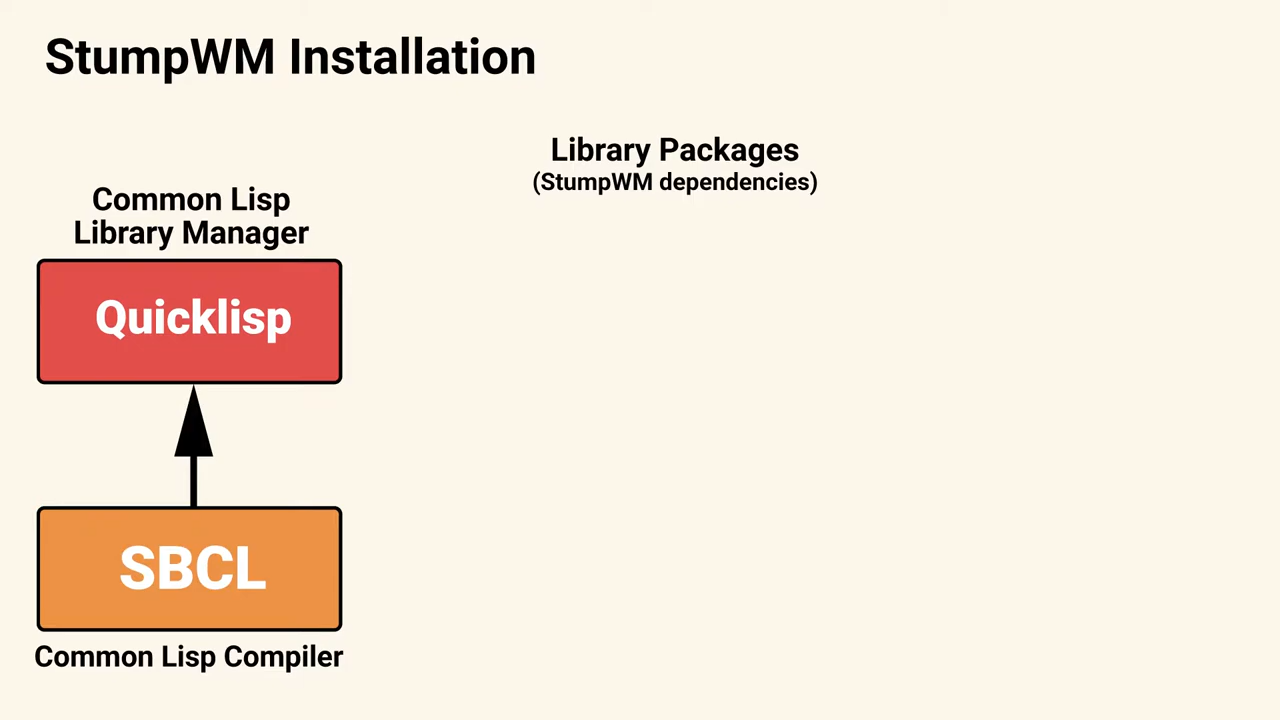 StumpWM Installation
Library Packages
(StumpWM dependencies)
Common Lisp
Library Manager
Quicklisp
SBCL
Common Lisp Compiler